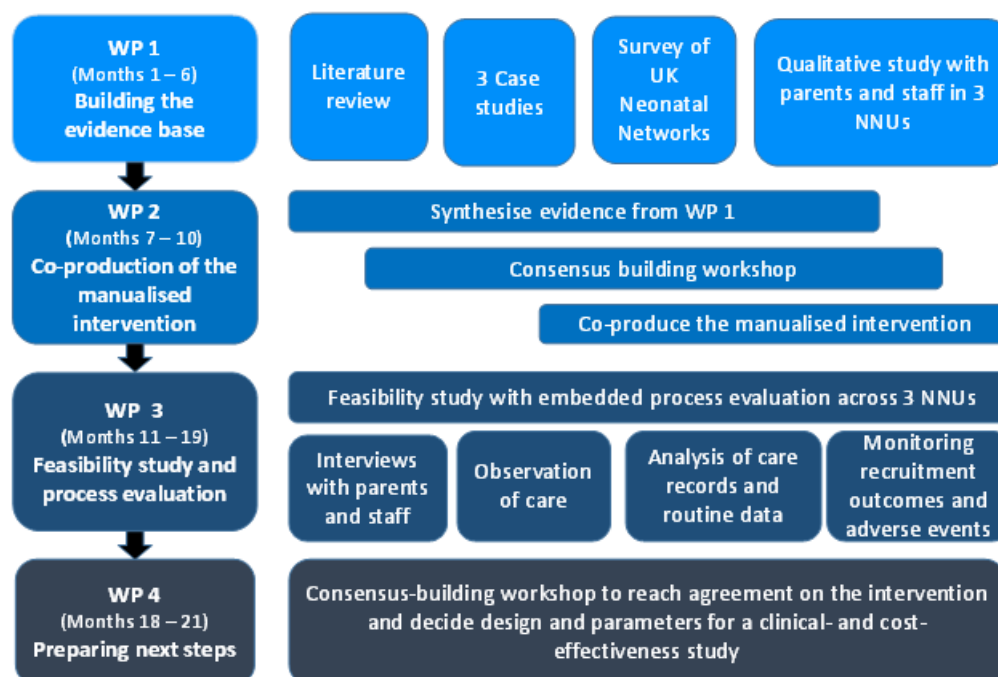 WP 1
(Months 1 – 6)
Building the
evidence base
Literature
review
3 Case
studies
Survey of
UK
Neonatal
Networks
Qualitative study with
parents and staff in 3
NNUs
WP 2
(Months 7 – 10)
Co-production of the
manualised
intervention
Synthesise evidence from WP 1
Consensus building workshop
Co-produce the manualised intervention
WP 3
(Months 11 – 19)
Feasibility study and
process evaluation
Feasibility study with embedded process evaluation across 3 NNUs
Interviews
with parents
and staff
Observation
of care
Analysis of care
records and
routine data
Monitoring
recruitment
outcomes and
adverse events
WP 4
(Months 18 – 21)
Preparing next steps
Consensus-building workshop to reach agreement on the intervention
and decide design and parameters for a clinical- and cost-
effectiveness study